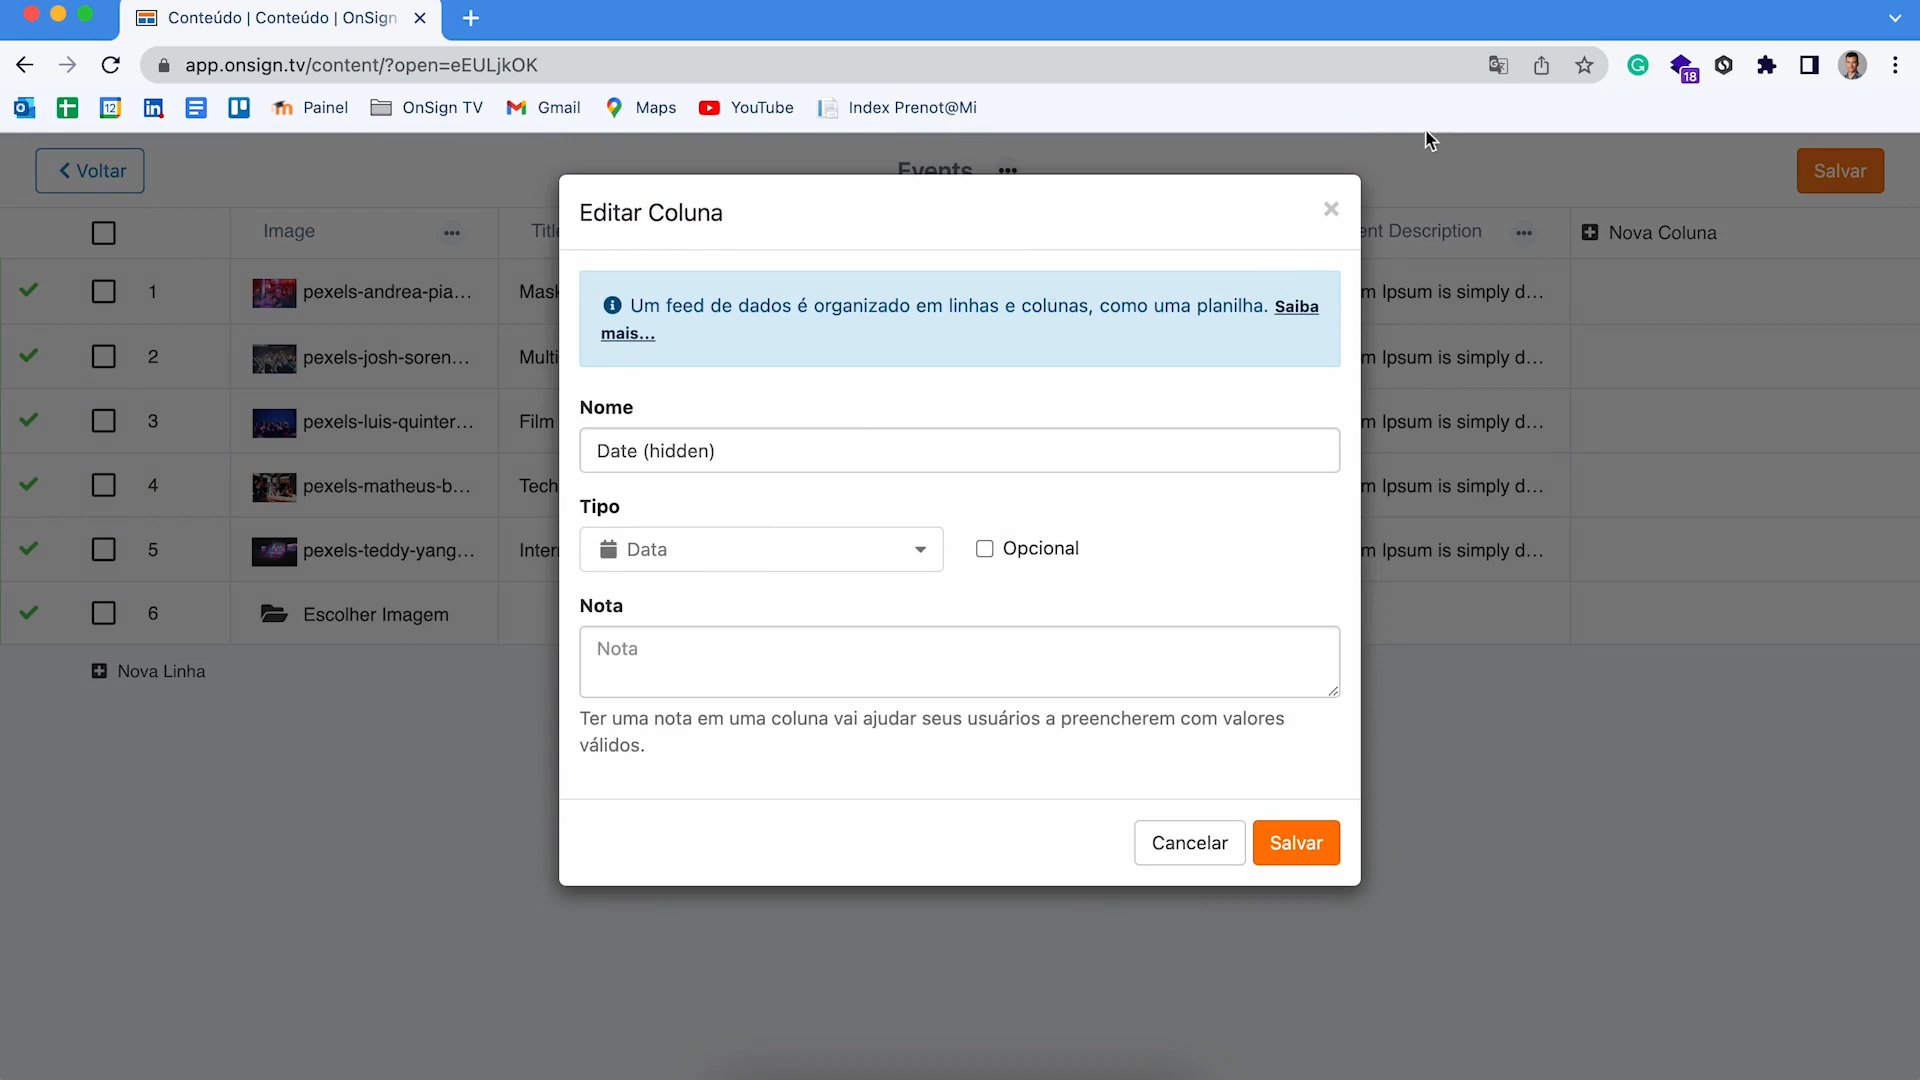 Conteúdo | Conteúdo | OnSign
app.onsign.tv/content/?open=eEULjkOK
18
12
Painel
OnSign TV
Gmail
Maps
YouTube
Index Prenot@Mi
Voltar
Events
Salvar
Editar Coluna
Image
Title
ent Description
Nova Coluna
Um feed de dados é organizado em linhas e colunas, como uma planilha. Saiba
mais...
1
pexels-andrea-pia...
Mask
m Ipsum is simply d...
2
pexels-josh-soren...
Multi
m Ipsum is simply d...
3
pexels-luis-quinter...
Film
m Ipsum is simply d...
4
pexels-matheus-b...
Tech
m Ipsum is simply d...
5
pexels-teddy-yang...
Inter
m Ipsum is simply d...
6
Escolher Imagem
Nova Linha
Nome
Date (hidden)
Tipo
Data
Opcional
Nota
Nota
Ter uma nota em uma coluna vai ajudar seus usuários a preencherem com valores
válidos.
Cancelar
Salvar